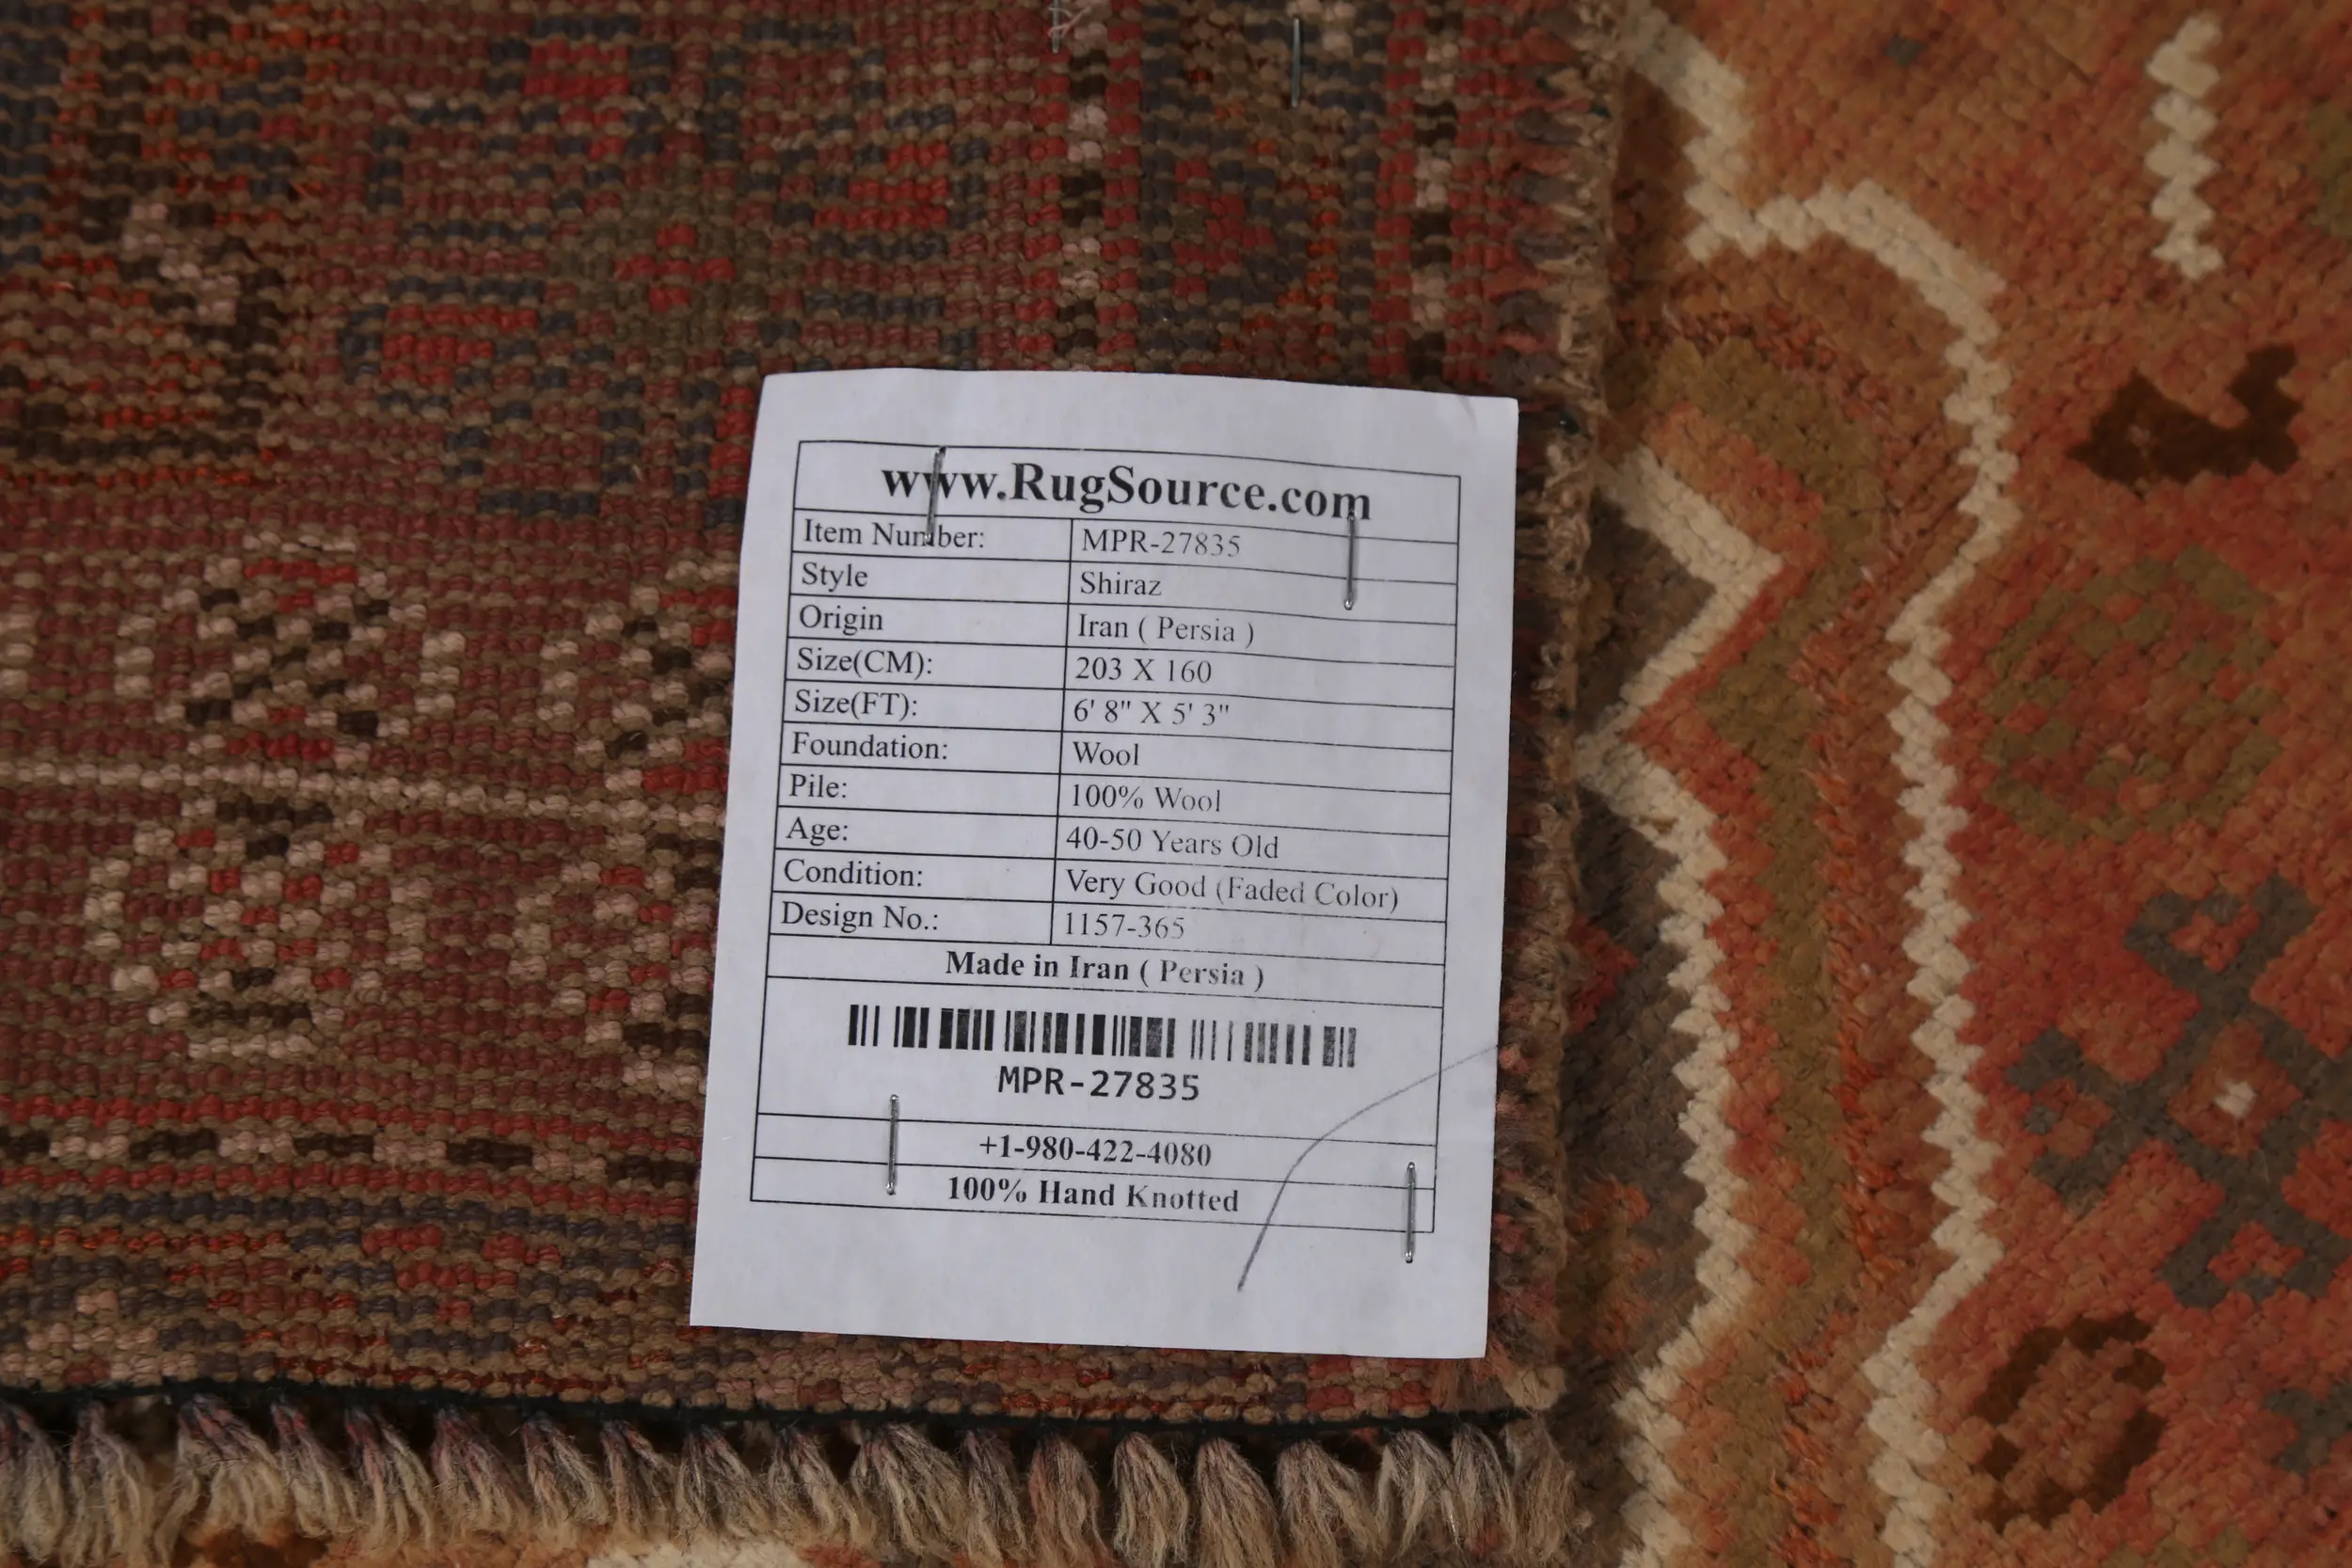 www.RugSource.com
Item Number: MPR-27835
Style Shiraz
Origin Iran ( Persia )
Size(CM): 203 X 160
Size(FT): 6' 8" X 5' 3"
Foundation: Wool
Pile: 100% Wool
Age: 40-50 Years Old
Condition: Very Good (Faded Color)
Design No.: 1157-365
Made in Iran ( Persia )
MPR-27835
+1-980-422-4080
100% Hand Knotted